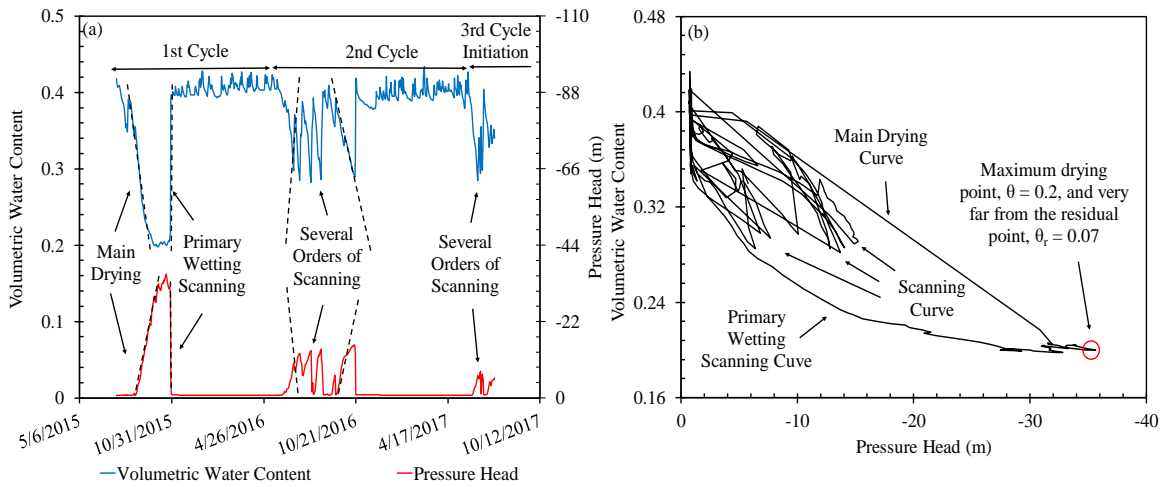 (a)
0.5
0.4
0.3
0.2
0.1
0
Volumetric Water Content
-110
-88
-66
-44
-22
0
Pressure Head (m)
1st Cycle
2nd Cycle
3rd Cycle
Initiation
Main
Drying
Primary
Wetting
Scanning
Several
Orders of
Scanning
Several
Orders of
Scanning
5/6/2015
10/31/2015
4/26/2016
10/21/2016
4/17/2017
10/12/2017
Volumetric Water Content
Pressure Head
(b)
0.48
0.4
0.32
0.24
0.16
Volumetric Water Content
Main Drying
Curve
Maximum drying
point, θ = 0.2, and very
far from the residual
point, θr = 0.07
Scanning
Curve
Primary
Wetting
Scanning Cuve
0
-10
-20
-30
-40
Pressure Head (m)